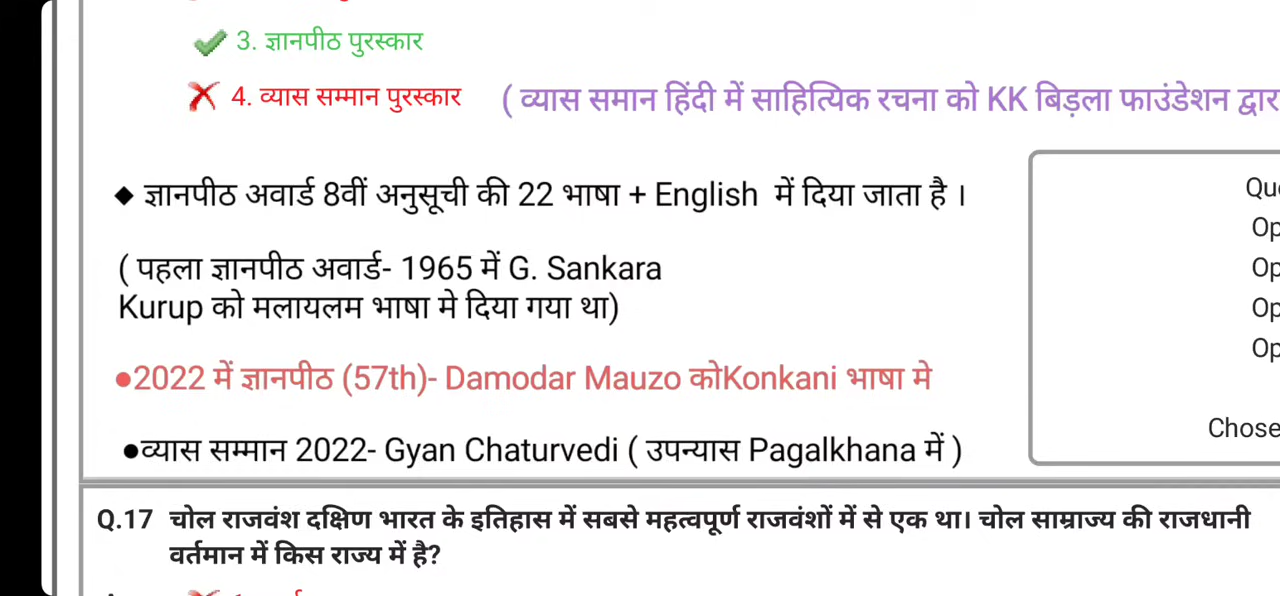 3. ज्ञानपीठ पुरस्कार
4. व्यास सम्मान पुरस्कार ( व्यास समान हिंदी में साहित्यिक रचना को KK बिड़ला फाउंडेशन द्वार
◆ ज्ञानपीठ अवार्ड 8वीं अनुसूची की 22 भाषा + English में दिया जाता है ।
( पहला ज्ञानपीठ अवार्ड- 1965 में G. Sankara
Kurup को मलायलम भाषा मे दिया गया था)
●2022 में ज्ञानपीठ (57th)- Damodar Mauzo कोKonkani भाषा मे
●व्यास सम्मान 2022- Gyan Chaturvedi ( उपन्यास Pagalkhana में )
Que
Op
Op
Op
Op
Chose
Q.17 चोल राजवंश दक्षिण भारत के इतिहास में सबसे महत्वपूर्ण राजवंशों में से एक था। चोल साम्राज्य की राजधानी
वर्तमान में किस राज्य में है?